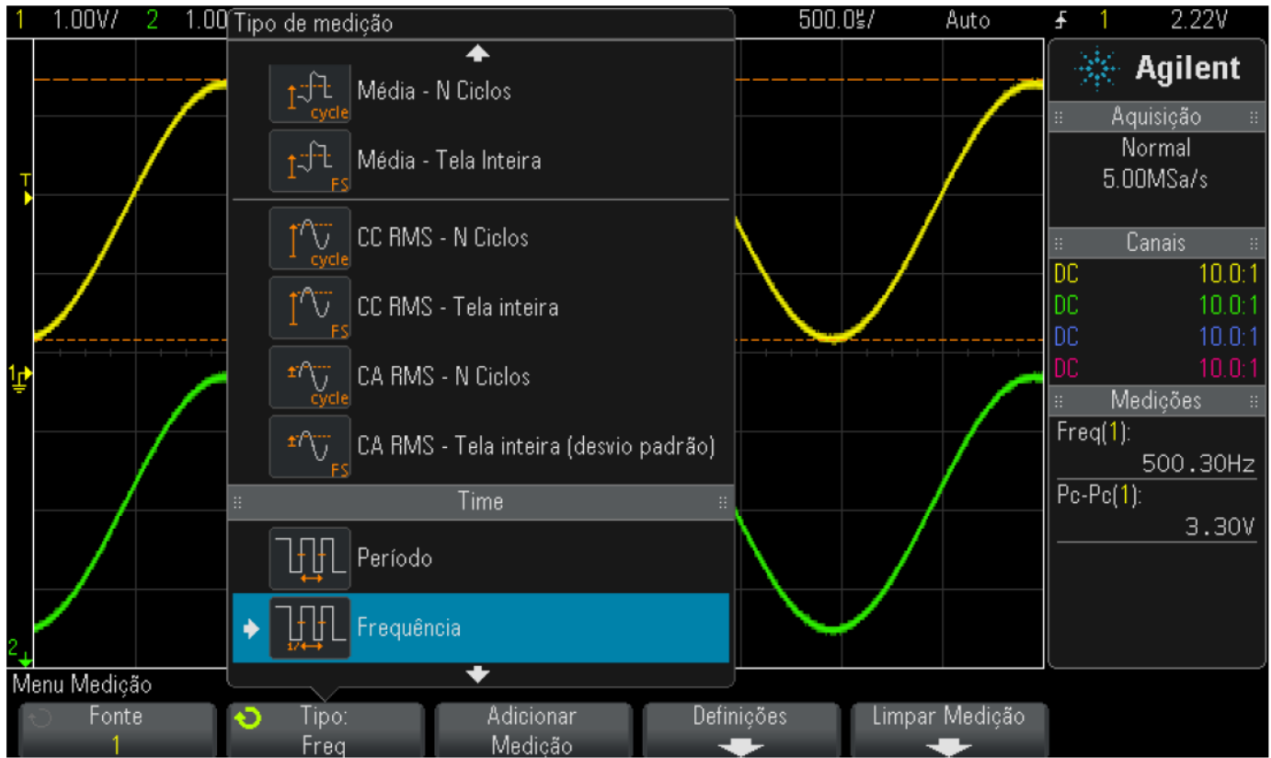 1 1.00V/ 2 1.00 500.0㎲/ Auto 1 2.22V
Tipo de medição
Média - N Ciclos
cycle
Média - Tela Inteira
FS
CC RMS - N Ciclos
cycle
CC RMS - Tela inteira
FS
CA RMS - N Ciclos
cycle
CA RMS - Tela inteira (desvio padrão)
FS
Time
Período
Frequência
1/
T
1
2
Agilent
Aquisição
Normal
5.00MSa/s
Canais
DC 10.0:1
DC 10.0:1
DC 10.0:1
DC 10.0:1
Medições
Freq(1):
500.30Hz
Pc-Pc(1):
3.30V
Menu Medição
Fonte
1
Tipo:
Freq
Adicionar
Medição
Definições
Limpar Medição